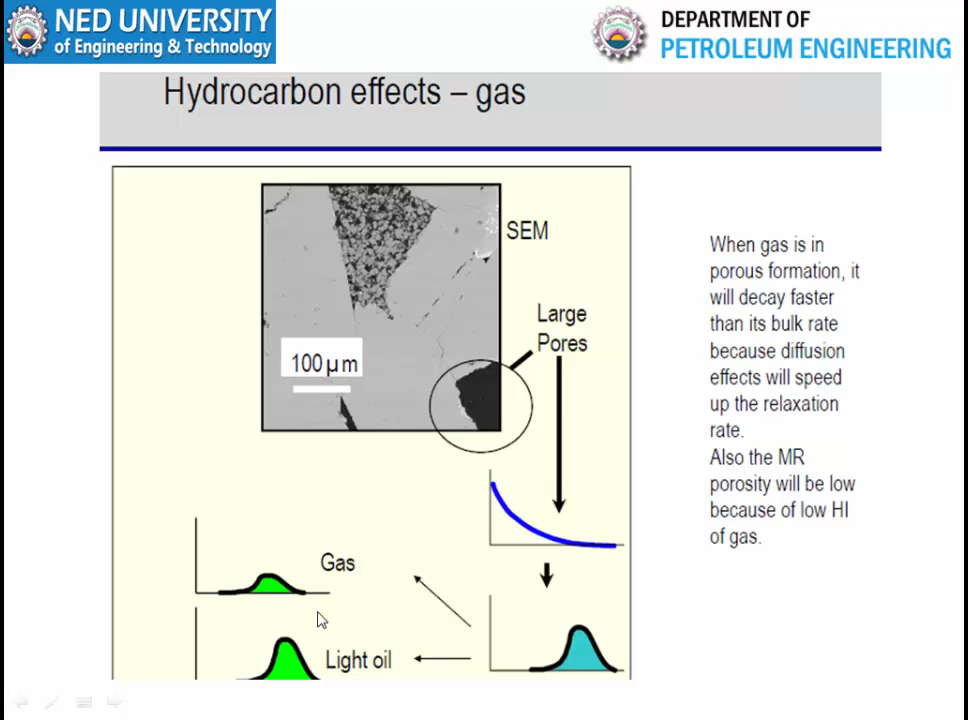 NED UNIVERSITY
of Engineering & Technology
DEPARTMENT OF
PETROLEUM ENGINEERING
Hydrocarbon effects – gas
SEM
Large
Pores
100 µm
Gas
Light oil
When gas is in
porous formation, it
will decay faster
than its bulk rate
because diffusion
effects will speed
up the relaxation
rate.
Also the MR
porosity will be low
because of low HI
of gas.